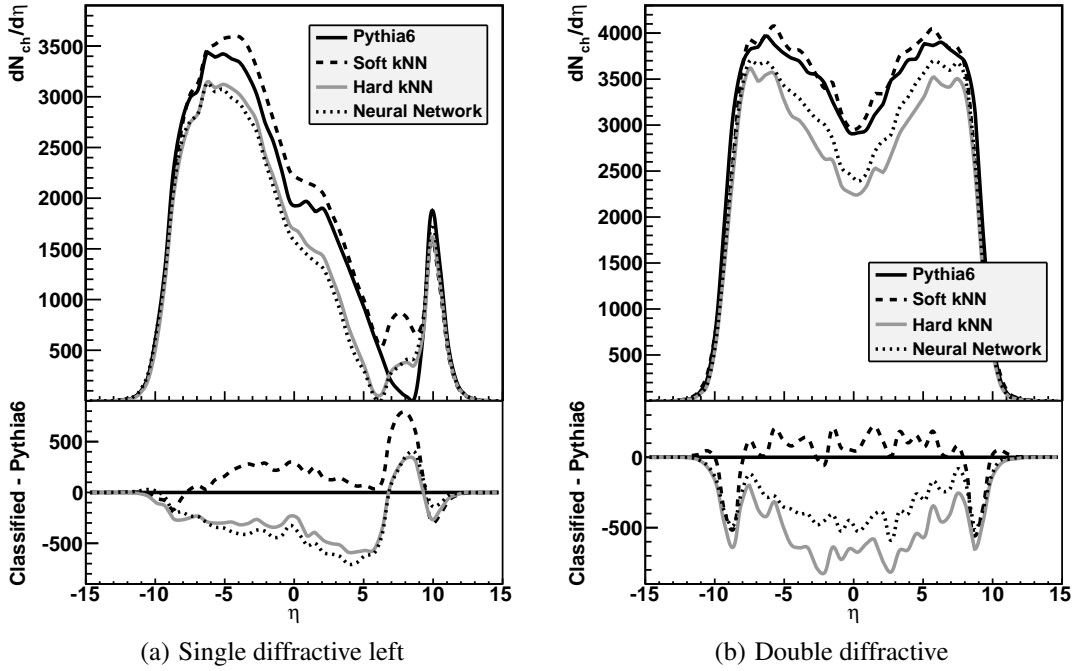 dN_ch/dη
3500
3000
2500
2000
1500
1000
500
Pythia6
Soft kNN
Hard kNN
Neural Network
Classified - Pythia6
500
0
-500
-15 -10 -5 0 5 10 15
η
(a) Single diffractive left
dN_ch/dη
4000
3500
3000
2500
2000
1500
1000
500
Pythia6
Soft kNN
Hard kNN
Neural Network
Classified - Pythia6
0
-500
-15 -10 -5 0 5 10 15
η
(b) Double diffractive